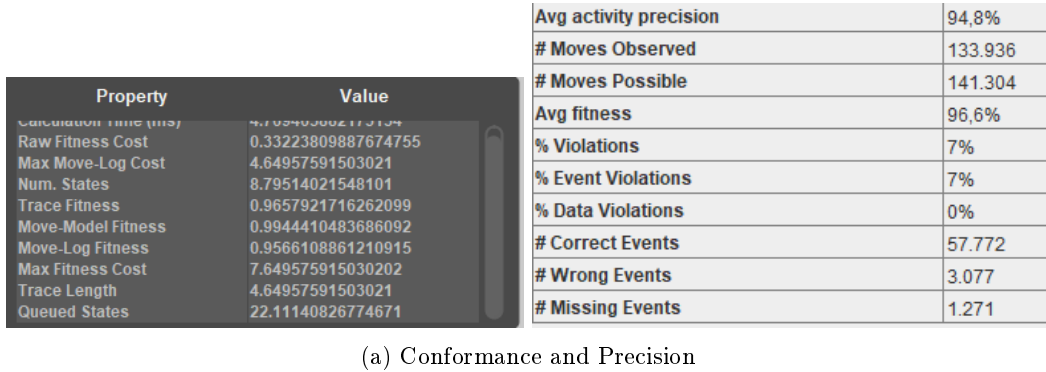 Property Value
Calculation Time (ms)
Raw Fitness Cost 0.33223809887674755
Max Move-Log Cost 4.64957591503021
Num. States 8.79514021548101
Trace Fitness 0.9657921716262099
Move-Model Fitness 0.9944410483686092
Move-Log Fitness 0.9566108861210915
Max Fitness Cost 7.649575915030202
Trace Length 4.64957591503021
Queued States 22.11140826774671
Avg activity precision 94,8%
# Moves Observed 133.936
# Moves Possible 141.304
Avg fitness 96,6%
% Violations 7%
% Event Violations 7%
% Data Violations 0%
# Correct Events 57.772
# Wrong Events 3.077
# Missing Events 1.271
(a) Conformance and Precision